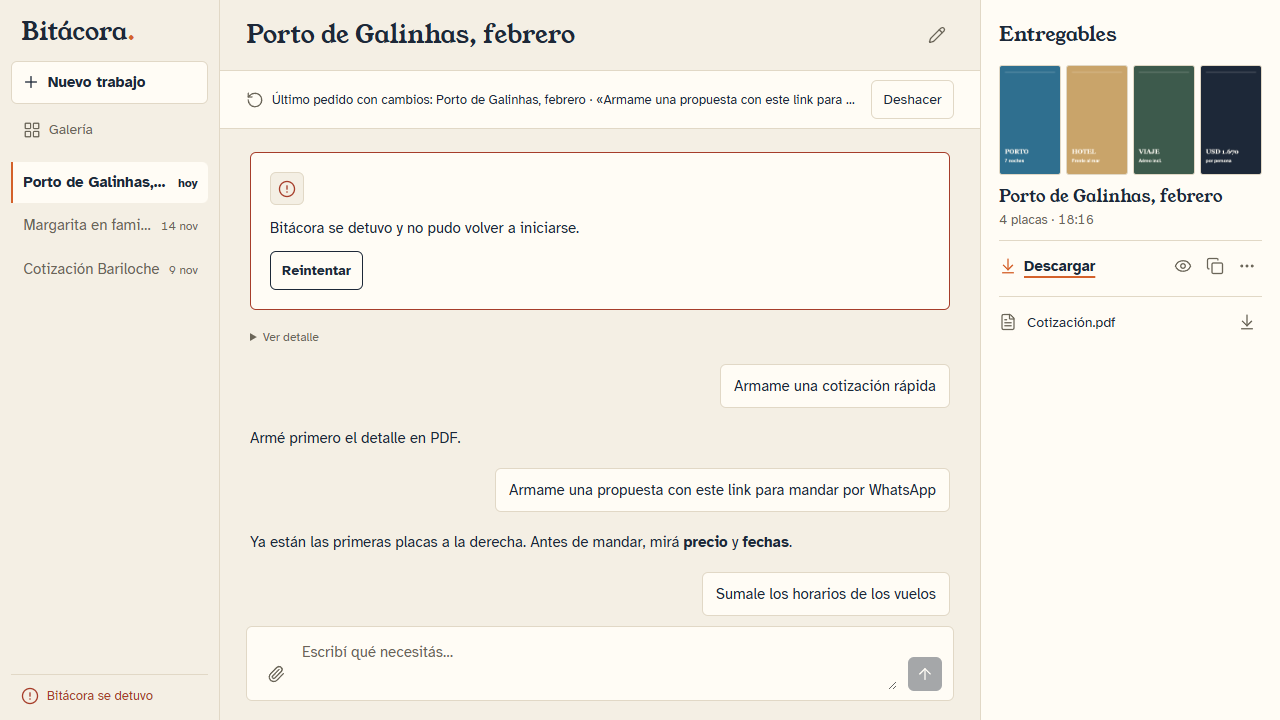 Bitácora.
Nuevo trabajo
Galería
Porto de Galinhas,... hoy
Margarita en fami... 14 nov
Cotización Bariloche 9 nov
Bitácora se detuvo
Porto de Galinhas, febrero
Último pedido con cambios: Porto de Galinhas, febrero · «Armame una propuesta con este link para ...
Deshacer
Bitácora se detuvo y no pudo volver a iniciarse.
Reintentar
Ver detalle
Armame una cotización rápida
Armé primero el detalle en PDF.
Armame una propuesta con este link para mandar por WhatsApp
Ya están las primeras placas a la derecha. Antes de mandar, mirá precio y fechas.
Sumale los horarios de los vuelos
Escribí qué necesitás...
Entregables
PORTO
7 noches
HOTEL
Frente al mar
VIAJE
Aéreo incl.
USD 1.670
por persona
Porto de Galinhas, febrero
4 placas · 18:16
Descargar
Cotización.pdf